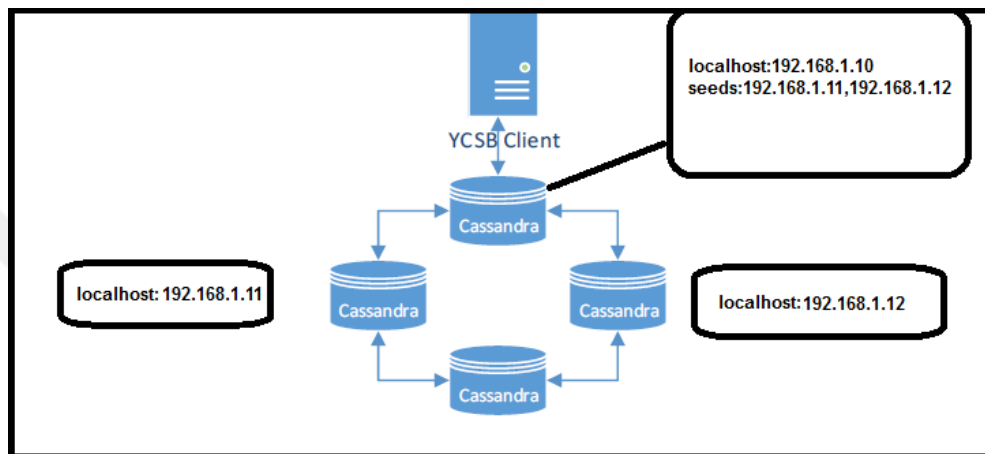 localhost:192.168.1.10
seeds:192.168.1.11,192.168.1.12
YCSB Client
Cassandra
localhost: 192.168.1.11
Cassandra
Cassandra
localhost:192.168.1.12
Cassandra